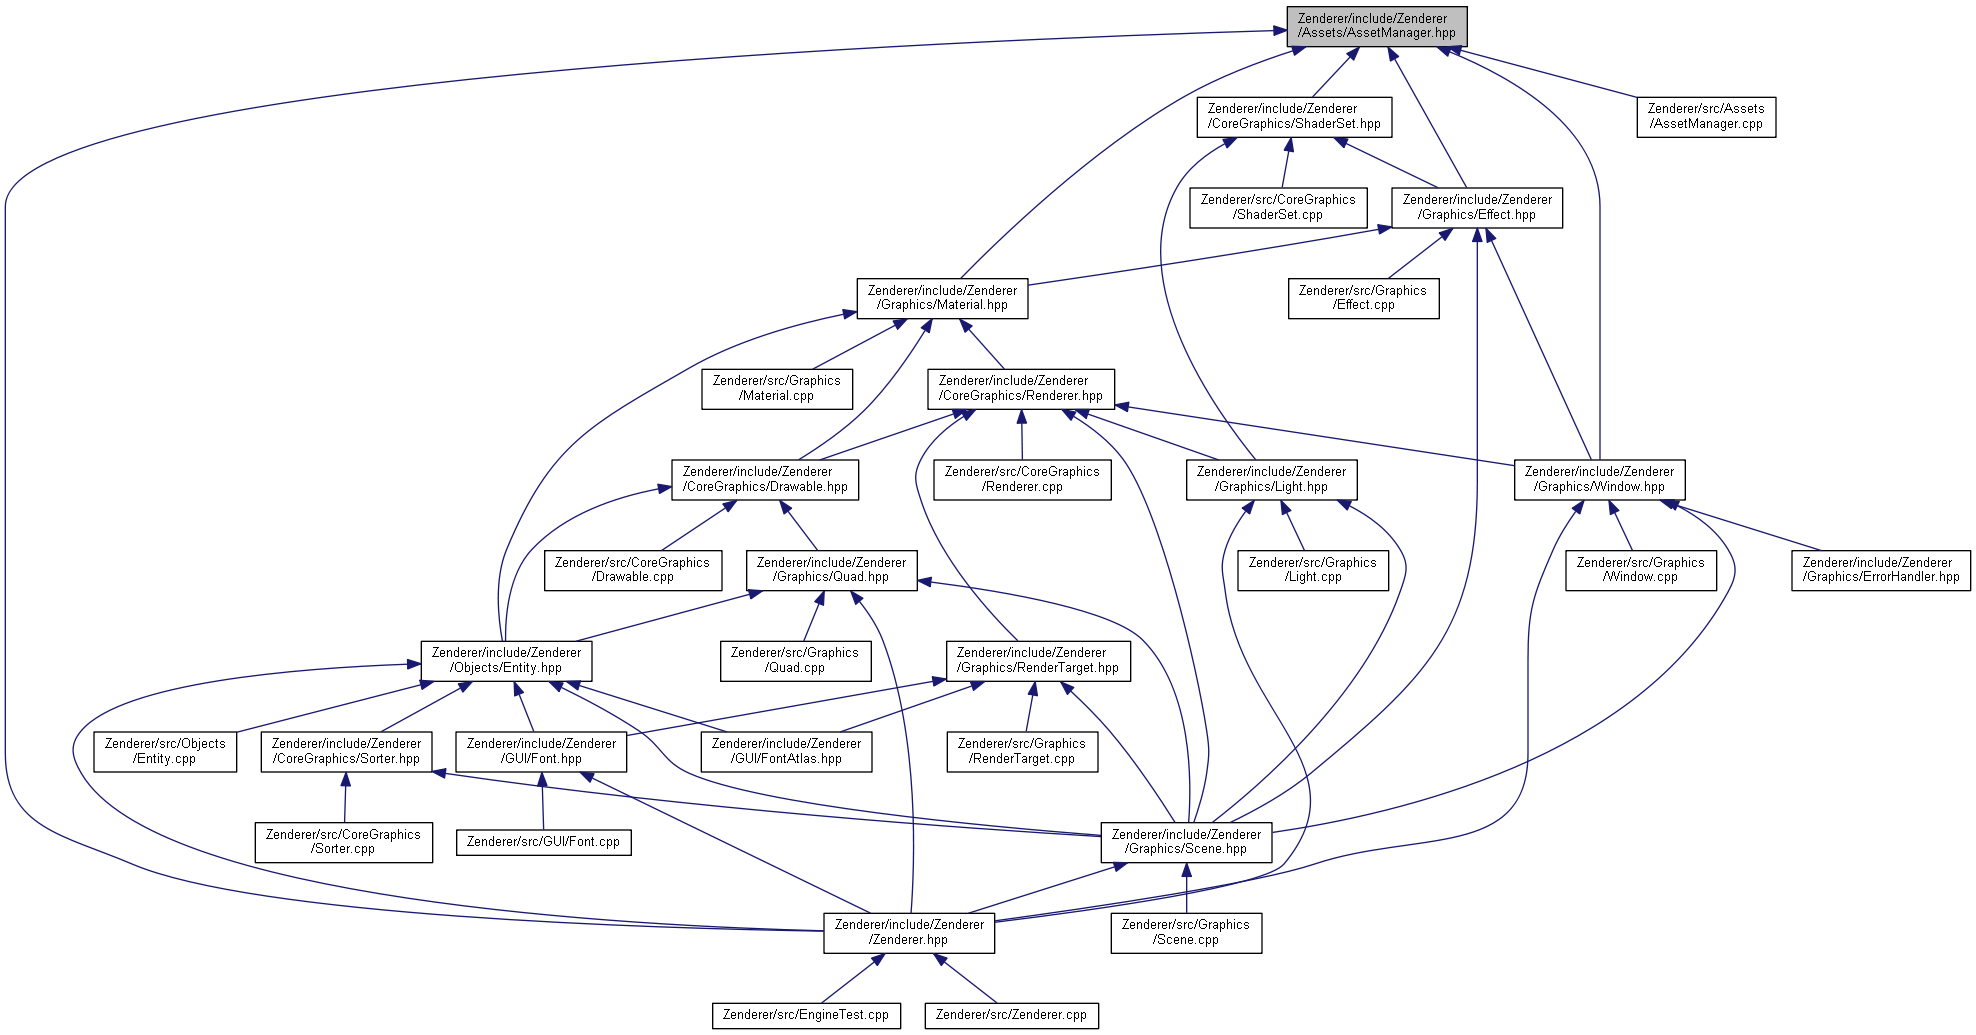 Zenderer/include/Zenderer
/Assets/AssetManager.hpp
Zenderer/include/Zenderer
/CoreGraphics/ShaderSet.hpp
Zenderer/src/Assets
/AssetManager.cpp
Zenderer/src/CoreGraphics
/ShaderSet.cpp
Zenderer/include/Zenderer
/Graphics/Effect.hpp
Zenderer/include/Zenderer
/Graphics/Material.hpp
Zenderer/src/Graphics
/Effect.cpp
Zenderer/src/Graphics
/Material.cpp
Zenderer/include/Zenderer
/CoreGraphics/Renderer.hpp
Zenderer/include/Zenderer
/CoreGraphics/Drawable.hpp
Zenderer/src/CoreGraphics
/Renderer.cpp
Zenderer/include/Zenderer
/Graphics/Light.hpp
Zenderer/include/Zenderer
/Graphics/Window.hpp
Zenderer/src/CoreGraphics
/Drawable.cpp
Zenderer/include/Zenderer
/Graphics/Quad.hpp
Zenderer/src/Graphics
/Light.cpp
Zenderer/src/Graphics
/Window.cpp
Zenderer/include/Zenderer
/Graphics/ErrorHandler.hpp
Zenderer/include/Zenderer
/Objects/Entity.hpp
Zenderer/src/Graphics
/Quad.cpp
Zenderer/include/Zenderer
/Graphics/RenderTarget.hpp
Zenderer/src/Objects
/Entity.cpp
Zenderer/include/Zenderer
/CoreGraphics/Sorter.hpp
Zenderer/include/Zenderer
/GUI/Font.hpp
Zenderer/include/Zenderer
/GUI/FontAtlas.hpp
Zenderer/src/Graphics
/RenderTarget.cpp
Zenderer/src/CoreGraphics
/Sorter.cpp
Zenderer/src/GUI/Font.cpp
Zenderer/include/Zenderer
/Graphics/Scene.hpp
Zenderer/include/Zenderer
/Zenderer.hpp
Zenderer/src/Graphics
/Scene.cpp
Zenderer/src/EngineTest.cpp
Zenderer/src/Zenderer.cpp